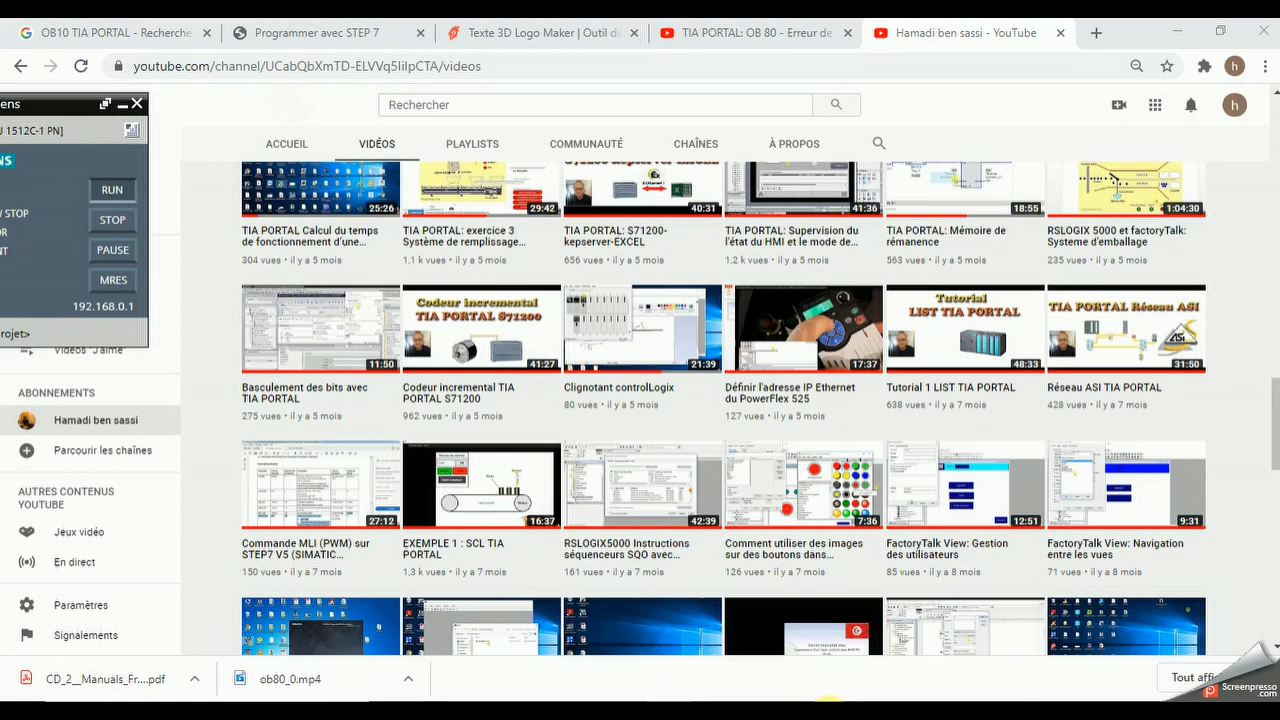 OB10 TIA PORTAL - Recherche
Programmer avec STEP 7
Texte 3D Logo Maker | Outil de
TIA PORTAL: OB 80 - Erreur de
Hamadi ben sassi - YouTube
youtube.com/channel/UCabQbXmTD-ELVVq5IiIpCTA/videos
h
ens
U 1512C-1 PN]
NS
RUN
W STOP
STOP
OR
PAUSE
NT
MRES
192.168.0.1
rojet>
Rechercher
h
ACCUEIL
VIDÉOS
PLAYLISTS
COMMUNAUTÉ
CHAÎNES
À PROPOS
Vidéos "J'aime"
ABONNEMENTS
Hamadi ben sassi
Parcourir les chaînes
AUTRES CONTENUS
YOUTUBE
Jeux vidéo
En direct
Paramètres
Signalements
25:26
29:42
40:31
41:36
18:55
1:04:30
TIA PORTAL Calcul du temps
de fonctionnement d'une...
304 vues • il y a 5 mois
TIA PORTAL: exercice 3
Système de remplissage...
1,1 k vues • il y a 5 mois
TIA PORTAL: S71200-
kepserver-EXCEL
656 vues • il y a 5 mois
TIA PORTAL: Supervision du
l'état du HMI et le mode de...
1,2 k vues • il y a 5 mois
TIA PORTAL: Mémoire de
rémanence
563 vues • il y a 5 mois
RSLOGIX 5000 et factoryTalk:
Systeme d'emballage
235 vues • il y a 5 mois
11:50
Codeur incremental
TIA PORTAL S71200
41:27
21:39
17:37
Tutorial
LIST TIA PORTAL
48:33
TIA PORTAL Réseau ASI
31:50
Basculement des bits avec
TIA PORTAL
275 vues • il y a 5 mois
Codeur incremental TIA
PORTAL S71200
962 vues • il y a 5 mois
Clignotant controlLogix
80 vues • il y a 5 mois
Définir l'adresse IP Ethernet
du PowerFlex 525
127 vues • il y a 5 mois
Tutorial 1 LIST TIA PORTAL
638 vues • il y a 7 mois
Réseau ASI TIA PORTAL
428 vues • il y a 7 mois
27:12
16:37
42:39
7:36
12:51
9:31
Commande MLI (PWM) sur
STEP7 V5 (SIMATIC...
150 vues • il y a 7 mois
EXEMPLE 1 : SCL TIA
PORTAL
1,3 k vues • il y a 7 mois
RSLOGIX5000 Instructions
séquenceurs SQO avec...
161 vues • il y a 7 mois
Comment utiliser des images
sur des boutons dans...
126 vues • il y a 7 mois
FactoryTalk View: Gestion
des utilisateurs
85 vues • il y a 8 mois
FactoryTalk View: Navigation
entre les vues
71 vues • il y a 8 mois
CD_2__Manuals_Fr....pdf
ob80_0.mp4
Tout affi
Screenpresso
.com